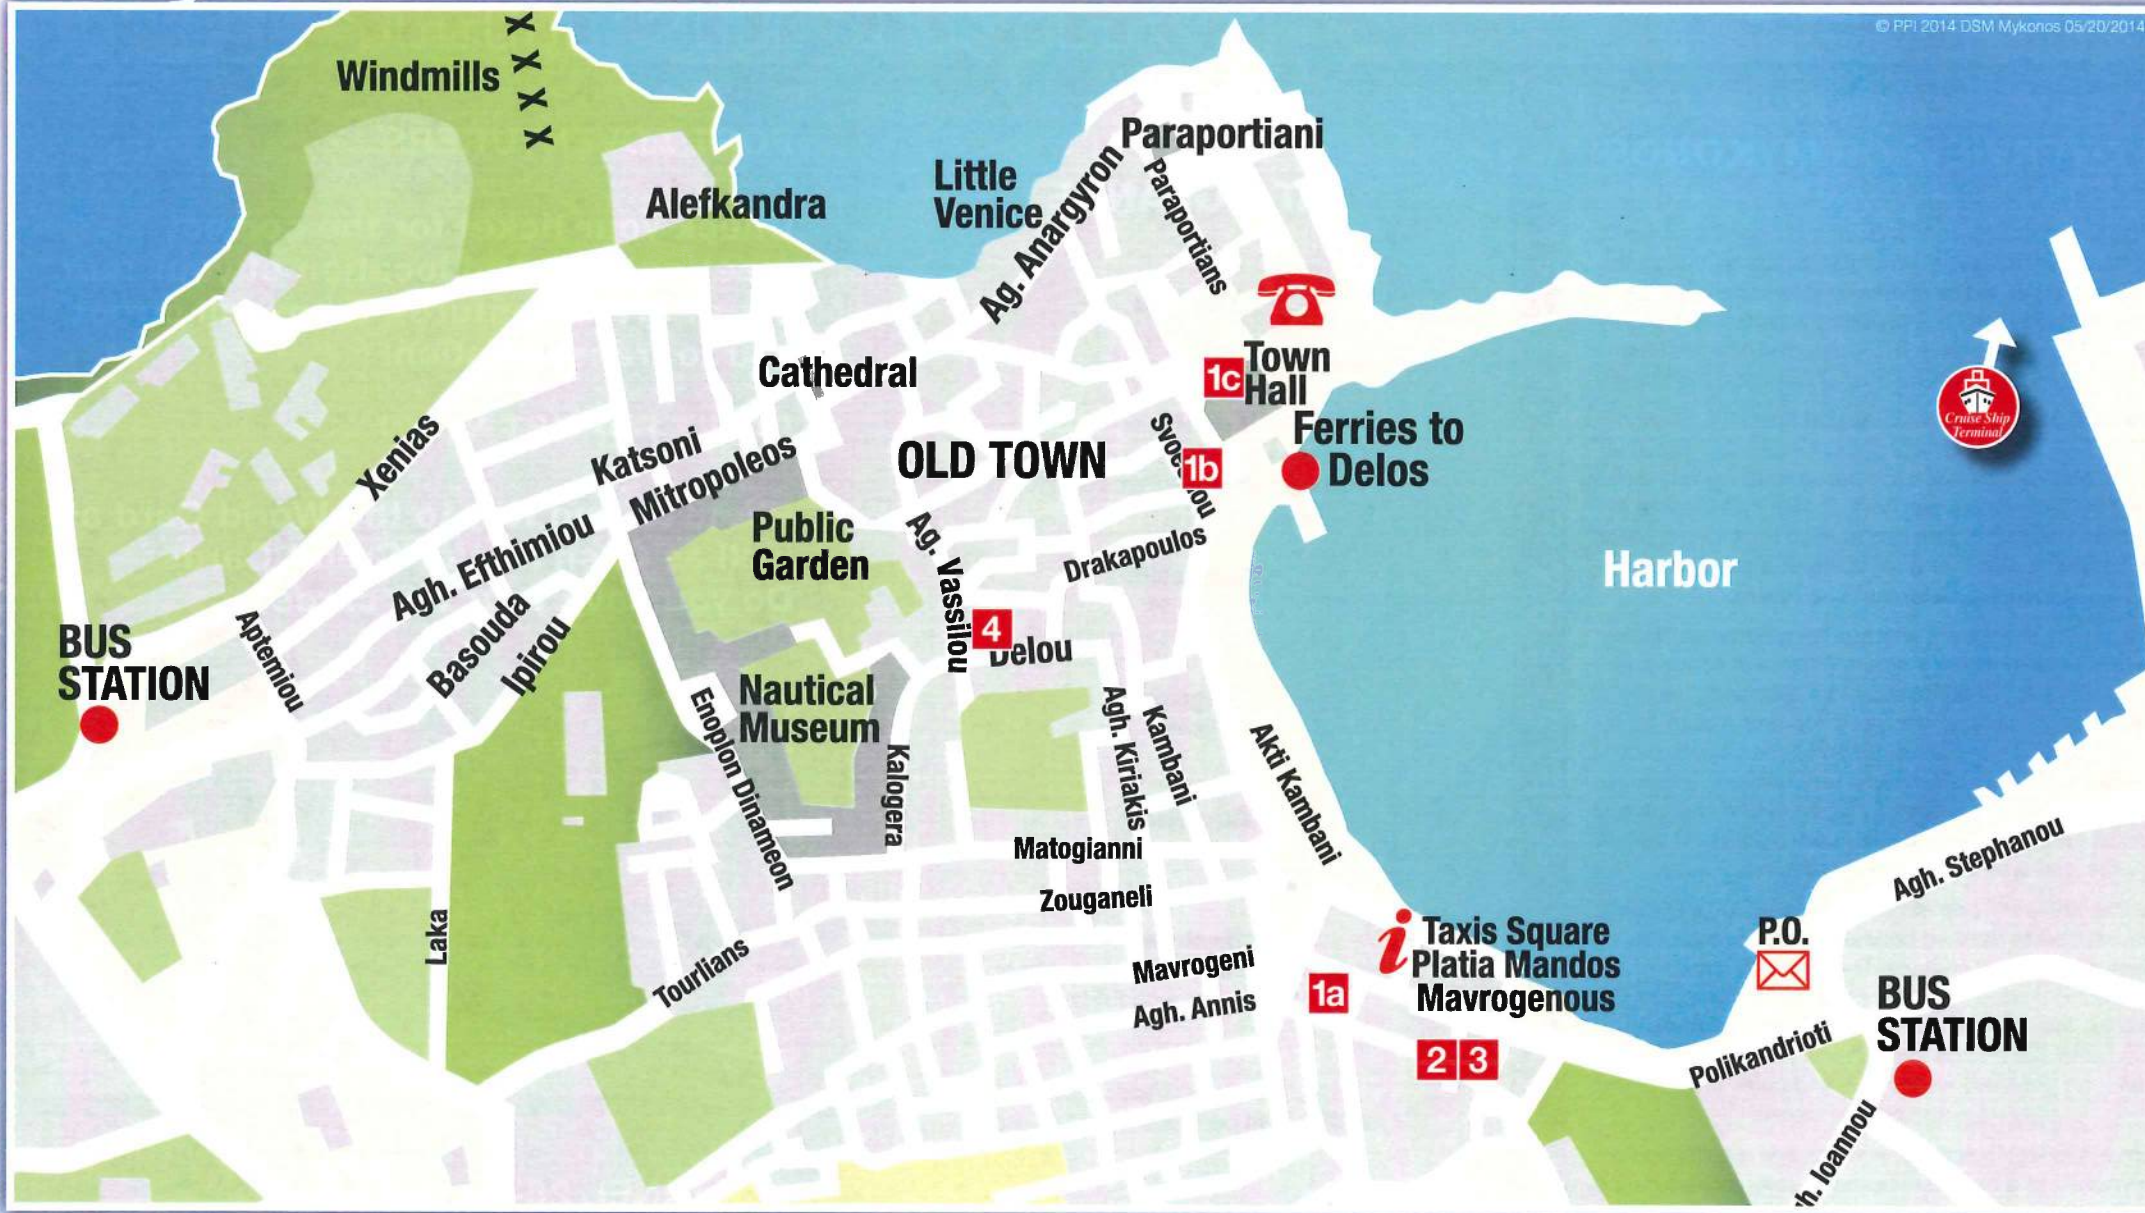 © PPI 2014 DSM Mykonos 05/20/2014
X
X
X
X
Windmills
Paraportiani
Little
Venice
Alefkandra
Ag. Anargyron
Paraportians
Town
Hall
1c
Cathedral
Cruise Ship
Terminal
Ferries to
Delos
1b
OLD TOWN
Xenias
Katsoni
Mitropoleos
Public
Garden
Ag. Vassilou
Drakapoulos
Harbor
Agh. Efthimiou
Basouda
Ipirou
Aptemiou
BUS
STATION
4
Delou
Nautical
Museum
Enoplon Dinameon
Kalogera
Agh. Kiriakis
Kambani
Akti Kambani
Matogianni
Zouganeli
Agh. Stephanou
Laka
Tourlians
Mavrogeni
Agh. Annis
1a
i
Taxis Square
Platia Mandos
Mavrogenous
2 3
P.O.
BUS
STATION
Polikandrioti
h. Ioannou